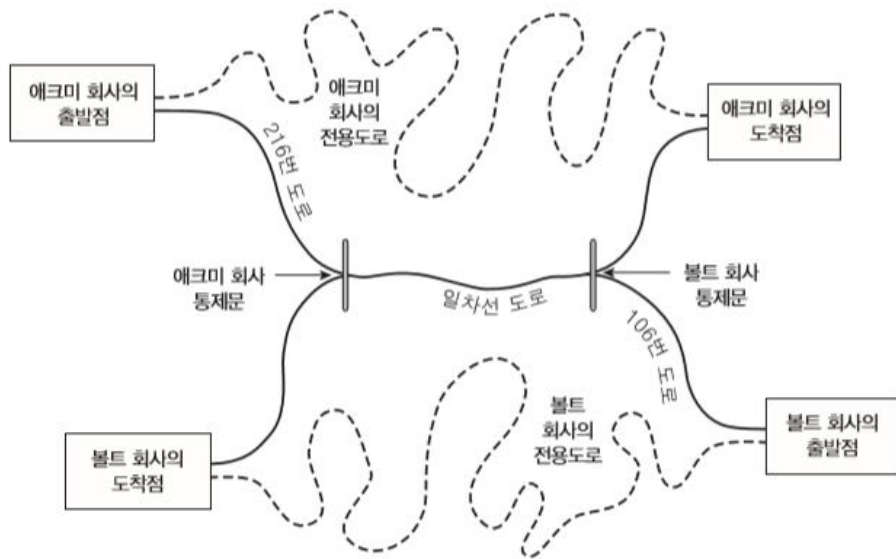 애크미 회사의
출발점
애크미
회사의
전용도로
애크미 회사의
도착점
216번 도로
애크미 회사
통제문
일차선 도로
볼트 회사
통제문
106번 도로
볼트 회사의
도착점
볼트
회사의
전용도로
볼트 회사의
출발점